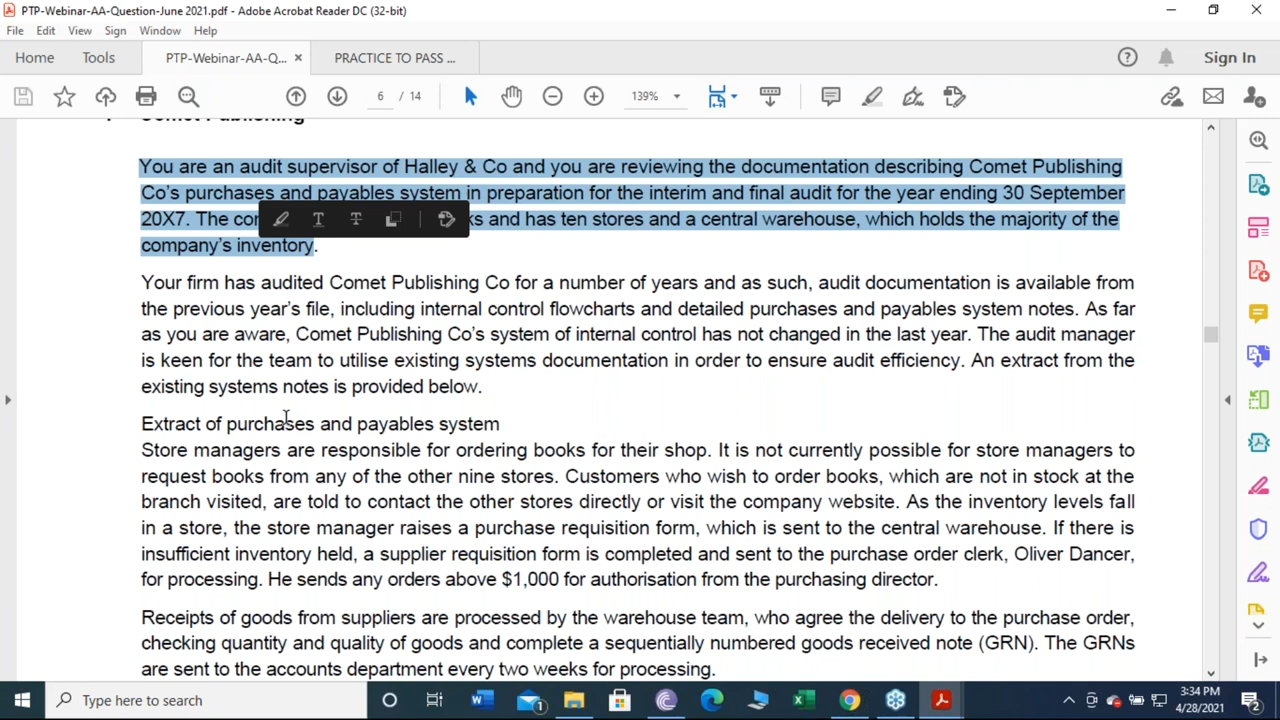 PTP-Webinar-AA-Question-June 2021.pdf - Adobe Acrobat Reader DC (32-bit)
File Edit View Sign Window Help
Home Tools PTP-Webinar-AA-Q... × PRACTICE TO PASS ... Sign In
6 / 14 139%
You are an audit supervisor of Halley & Co and you are reviewing the documentation describing Comet Publishing
Co's purchases and payables system in preparation for the interim and final audit for the year ending 30 September
20X7. The and has ten stores and a central warehouse, which holds the majority of the
company's inventory.
Your firm has audited Comet Publishing Co for a number of years and as such, audit documentation is available from
the previous year's file, including internal control flowcharts and detailed purchases and payables system notes. As far
as you are aware, Comet Publishing Co's system of internal control has not changed in the last year. The audit manager
is keen for the team to utilise existing systems documentation in order to ensure audit efficiency. An extract from the
existing systems notes is provided below.
Extract of purchases and payables system
Store managers are responsible for ordering books for their shop. It is not currently possible for store managers to
request books from any of the other nine stores. Customers who wish to order books, which are not in stock at the
branch visited, are told to contact the other stores directly or visit the company website. As the inventory levels fall
in a store, the store manager raises a purchase requisition form, which is sent to the central warehouse. If there is
insufficient inventory held, a supplier requisition form is completed and sent to the purchase order clerk, Oliver Dancer,
for processing. He sends any orders above $1,000 for authorisation from the purchasing director.
Receipts of goods from suppliers are processed by the warehouse team, who agree the delivery to the purchase order,
checking quantity and quality of goods and complete a sequentially numbered goods received note (GRN). The GRNs
are sent to the accounts department every two weeks for processing.
Type here to search
3:34 PM
4/28/2021